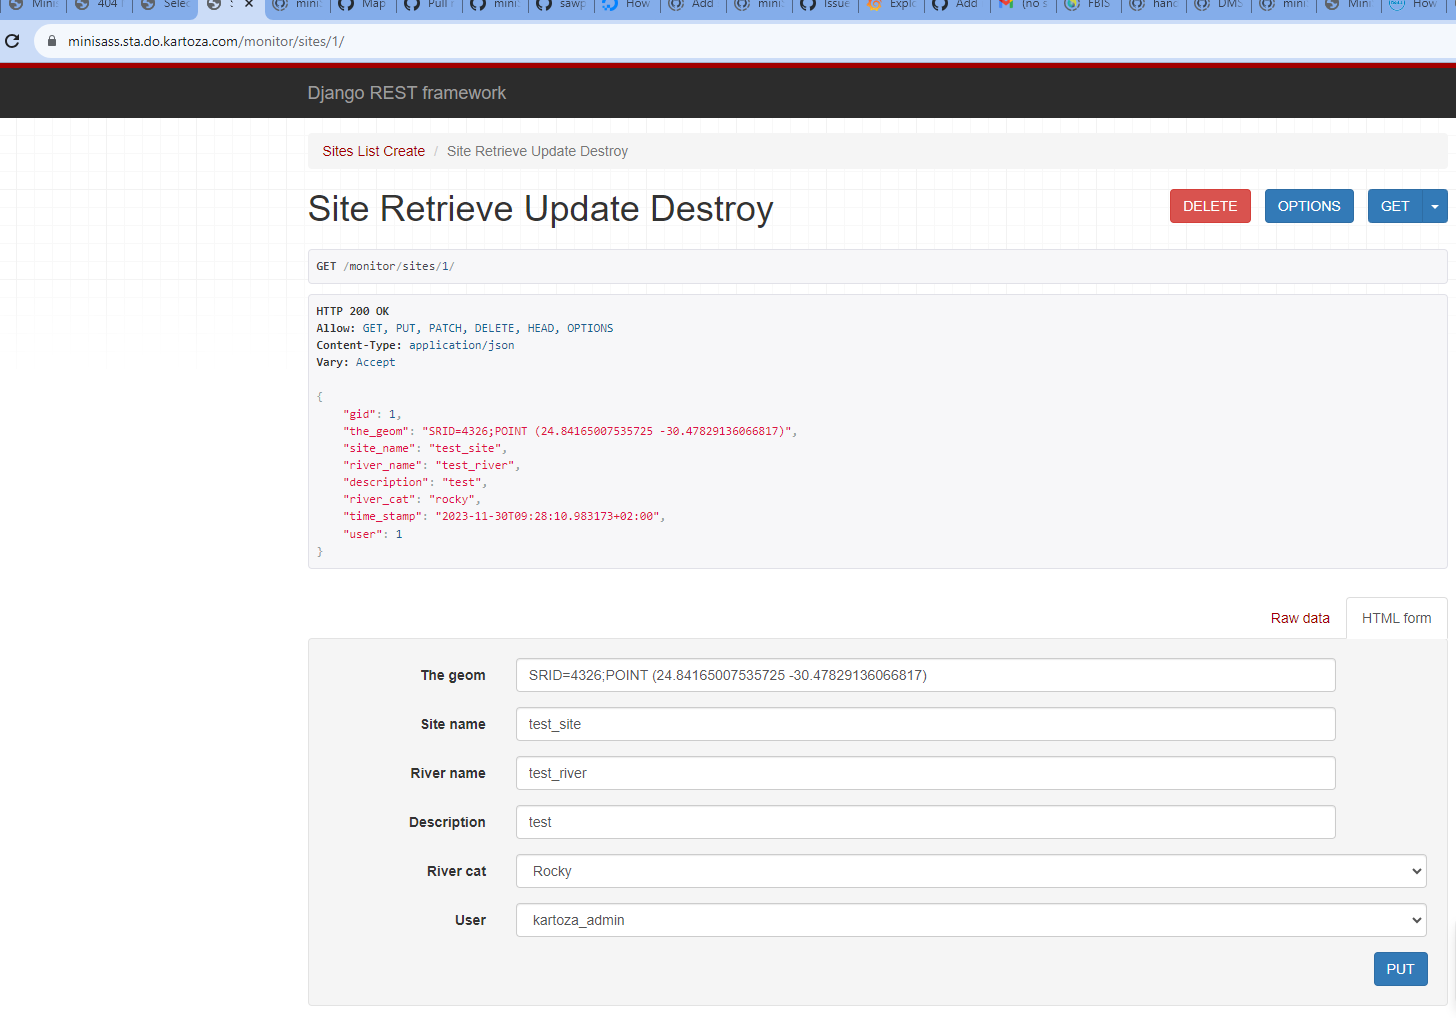 Minis
404
Selec
S
minis
Map
Pull r
minis
sawp
How
Add
minis
Issue
Explo
Add
(no s
FBIS
hand
DMS
minis
Mini
How
minisass.sta.do.kartoza.com/monitor/sites/1/
Django REST framework
Sites List Create / Site Retrieve Update Destroy
Site Retrieve Update Destroy
DELETE
OPTIONS
GET
GET /monitor/sites/1/
HTTP 200 OK
Allow: GET, PUT, PATCH, DELETE, HEAD, OPTIONS
Content-Type: application/json
Vary: Accept
{
"gid": 1,
"the_geom": "SRID=4326;POINT (24.84165007535725 -30.47829136066817)",
"site_name": "test_site",
"river_name": "test_river",
"description": "test",
"river_cat": "rocky",
"time_stamp": "2023-11-30T09:28:10.983173+02:00",
"user": 1
}
Raw data
HTML form
The geom
SRID=4326;POINT (24.84165007535725 -30.47829136066817)
Site name
test_site
River name
test_river
Description
test
River cat
Rocky
User
kartoza_admin
PUT